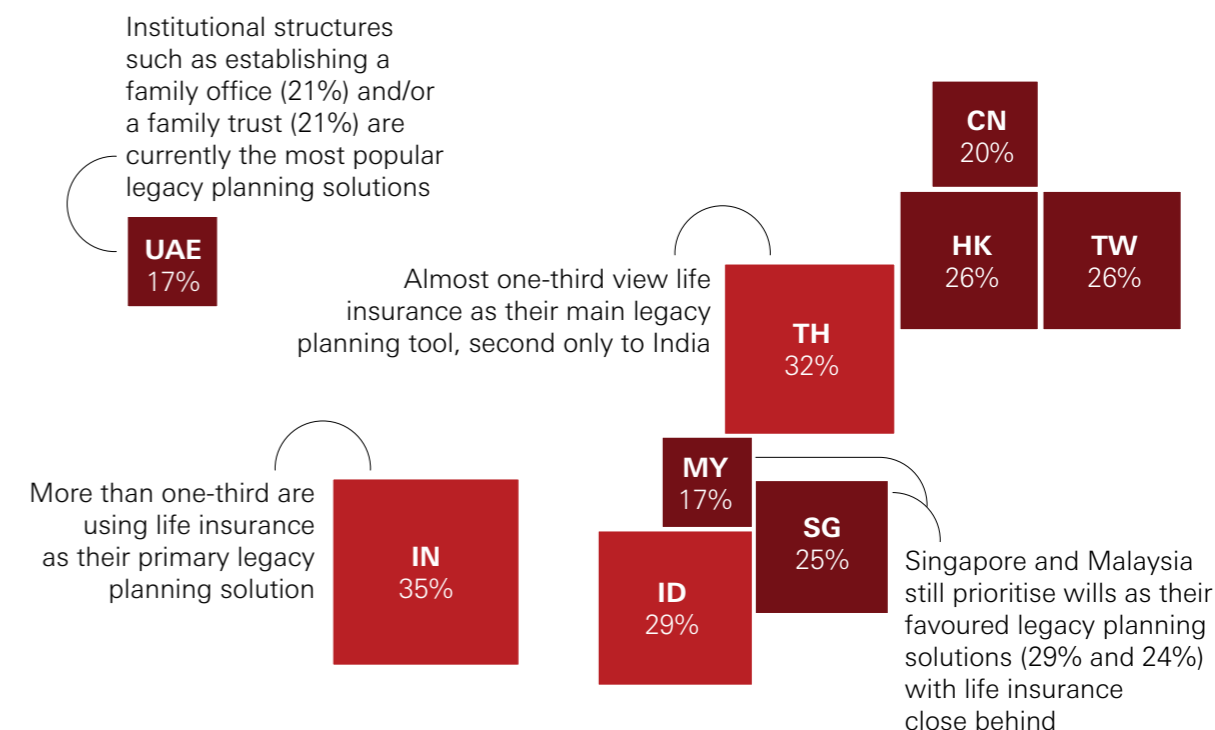 Institutional structures
such as establishing a
family office (21%) and/or
a family trust (21%) are
currently the most popular
legacy planning solutions
UAE
17%
CN
20%
HK
26%
TW
26%
Almost one-third view life
insurance as their main legacy
planning tool, second only to India
TH
32%
More than one-third are
using life insurance
as their primary legacy
planning solution
IN
35%
MY
17%
SG
25%
ID
29%
Singapore and Malaysia
still prioritise wills as their
favoured legacy planning
solutions (29% and 24%)
with life insurance
close behind